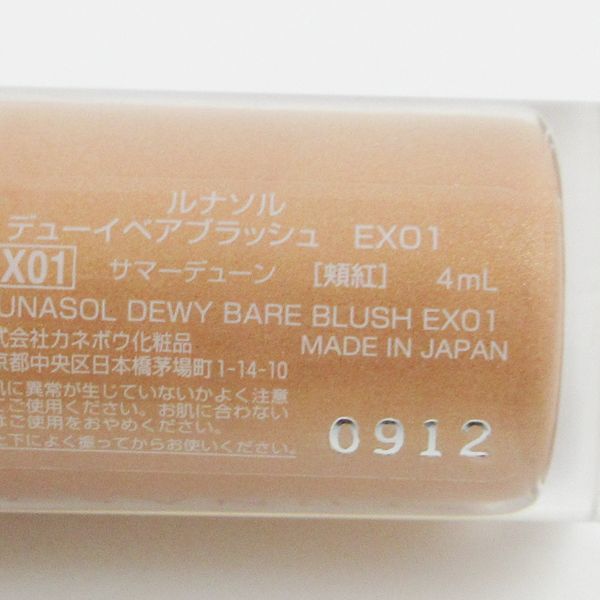 ルナソル
デューイベアブラッシュ EX01
X01 サマーデューン [頬紅] 4mL
UNASOL DEWY BARE BLUSH EX01
式会社カネボウ化粧品 MADE IN JAPAN
京都中央区日本橋茅場町1-14-10
肌に異常が生じていないかよく注意
てご使用ください。お肌に合わない
はご使用をおやめください。
上下によく振ってからお使いください。
0912